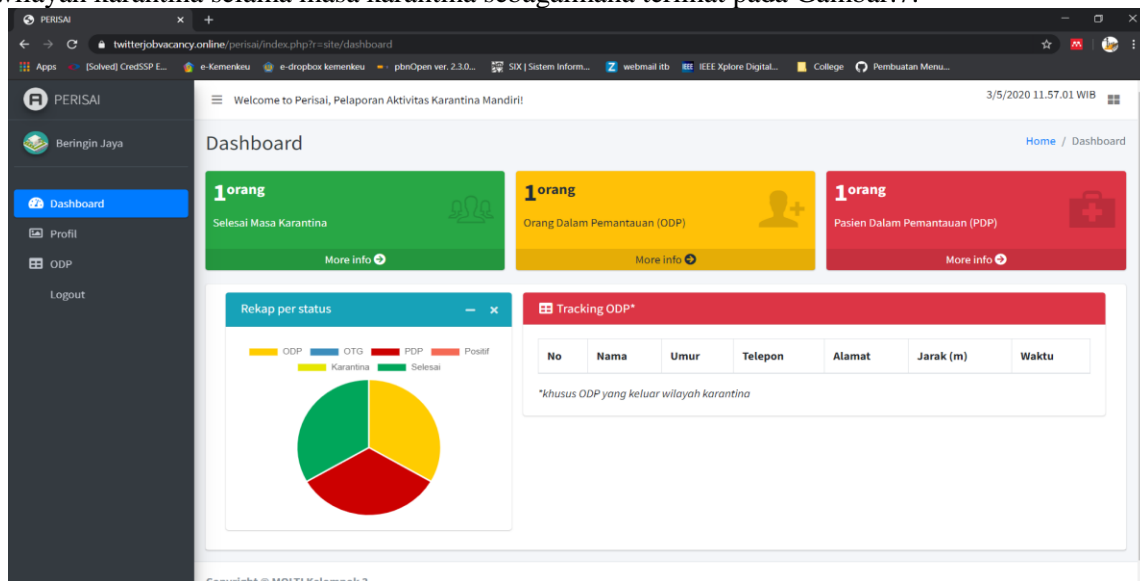 wilayah karantina selama masa karantina sebagaimana terlihat pada Gambar.7.
PERISAI
twitterjobvacancy.online/perisai/index.php?r=site/dashboard
Apps
[Solved] CredSSP E...
e-Kemenkeu
e-dropbox kemenkeu
pbnOpen ver. 2.3.0...
SIX | Sistem Inform...
webmail itb
IEEE Xplore Digital...
College
Pembuatan Menu...
PERISAI
Welcome to Perisai, Pelaporan Aktivitas Karantina Mandiri!
3/5/2020 11.57.01 WIB
Beringin Jaya
Dashboard
Home / Dashboard
Dashboard
Profil
ODP
Logout
1 orang
Selesai Masa Karantina
More info
1 orang
Orang Dalam Pemantauan (ODP)
More info
1 orang
Pasien Dalam Pemantauan (PDP)
More info
Rekap per status
ODP OTG PDP Positif
Karantina Selesai
Tracking ODP*
No Nama Umur Telepon Alamat Jarak (m) Waktu
*khusus ODP yang keluar wilayah karantina
Copyright © MOLTI Kelompok 2